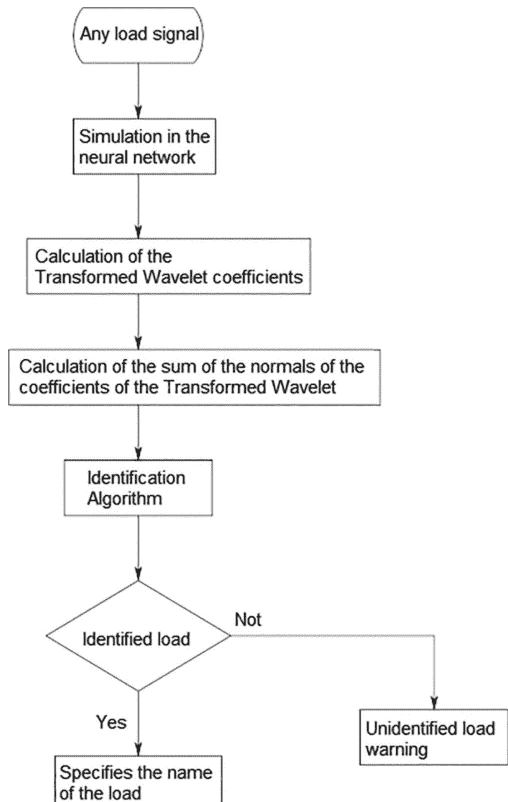 Any load signal
Simulation in the
neural network
Calculation of the
Transformed Wavelet coefficients
Calculation of the sum of the normals of the
coefficients of the Transformed Wavelet
Identification
Algorithm
Identified load
Not
Yes
Unidentified load
warning
Specifies the name
of the load